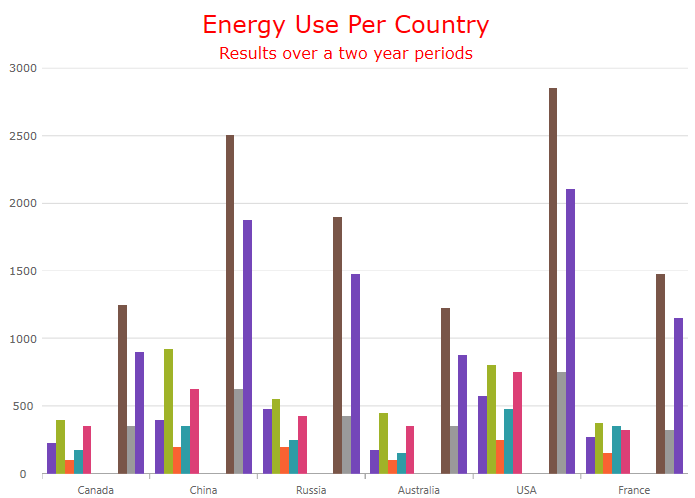 Energy Use Per Country
Results over a two year periods
3000
2500
2000
1500
1000
500
0
Canada China Russia Australia USA France